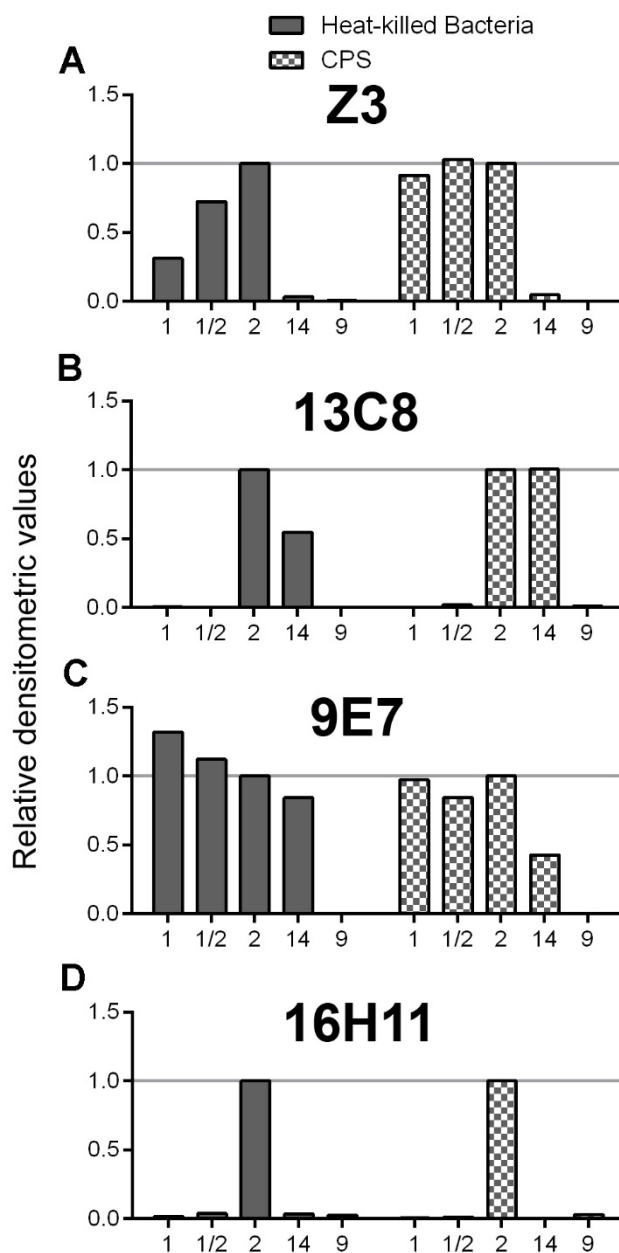 Heat-killed Bacteria
CPS
A
Z3
1.5
1.0
0.5
0.0
1 1/2 2 14 9 1 1/2 2 14 9
B
13C8
1.5
1.0
0.5
0.0
1 1/2 2 14 9 1 1/2 2 14 9
C
9E7
1.5
1.0
0.5
0.0
1 1/2 2 14 9 1 1/2 2 14 9
D
16H11
1.5
1.0
0.5
0.0
1 1/2 2 14 9 1 1/2 2 14 9
Relative densitometric values